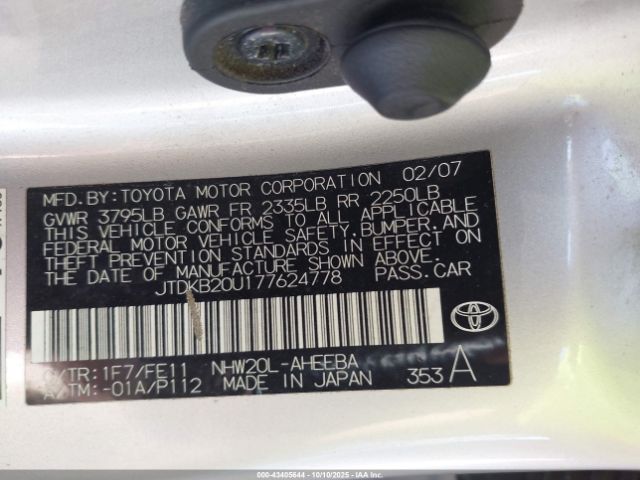 MFD. BY: TOYOTA MOTOR CORPORATION 02/07
GVWR 3795LB GAWR FR 2335LB RR 2250LB
THIS VEHICLE CONFORMS TO ALL APPLICABLE
FEDERAL MOTOR VEHICLE SAFETY, BUMPER, AND
THEFT PREVENTION STANDARDS IN EFFECT ON
THE DATE OF MANUFACTURE SHOWN ABOVE.
JTDKB20U177624778 PASS. CAR
C/TR: 1F7/FE11 NHW20L-AHEEBA
A/TM: -01A/P112 MADE IN JAPAN 353 A
000-43405644 - 10/10/2025 - IAA Inc.